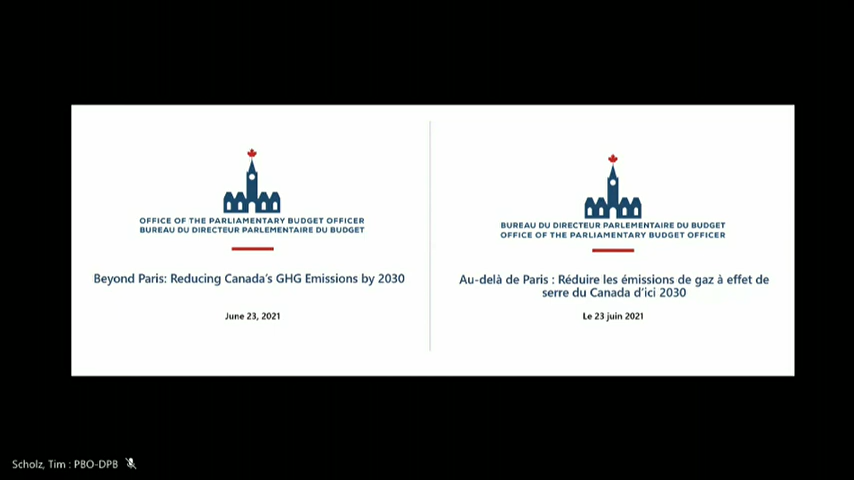 OFFICE OF THE PARLIAMENTARY BUDGET OFFICER
BUREAU DU DIRECTEUR PARLEMENTAIRE DU BUDGET
Beyond Paris: Reducing Canada's GHG Emissions by 2030
June 23, 2021
BUREAU DU DIRECTEUR PARLEMENTAIRE DU BUDGET
OFFICE OF THE PARLIAMENTARY BUDGET OFFICER
Au-delà de Paris : Réduire les émissions de gaz à effet de
serre du Canada d'ici 2030
Le 23 juin 2021
Scholz, Tim : PBO-DPB